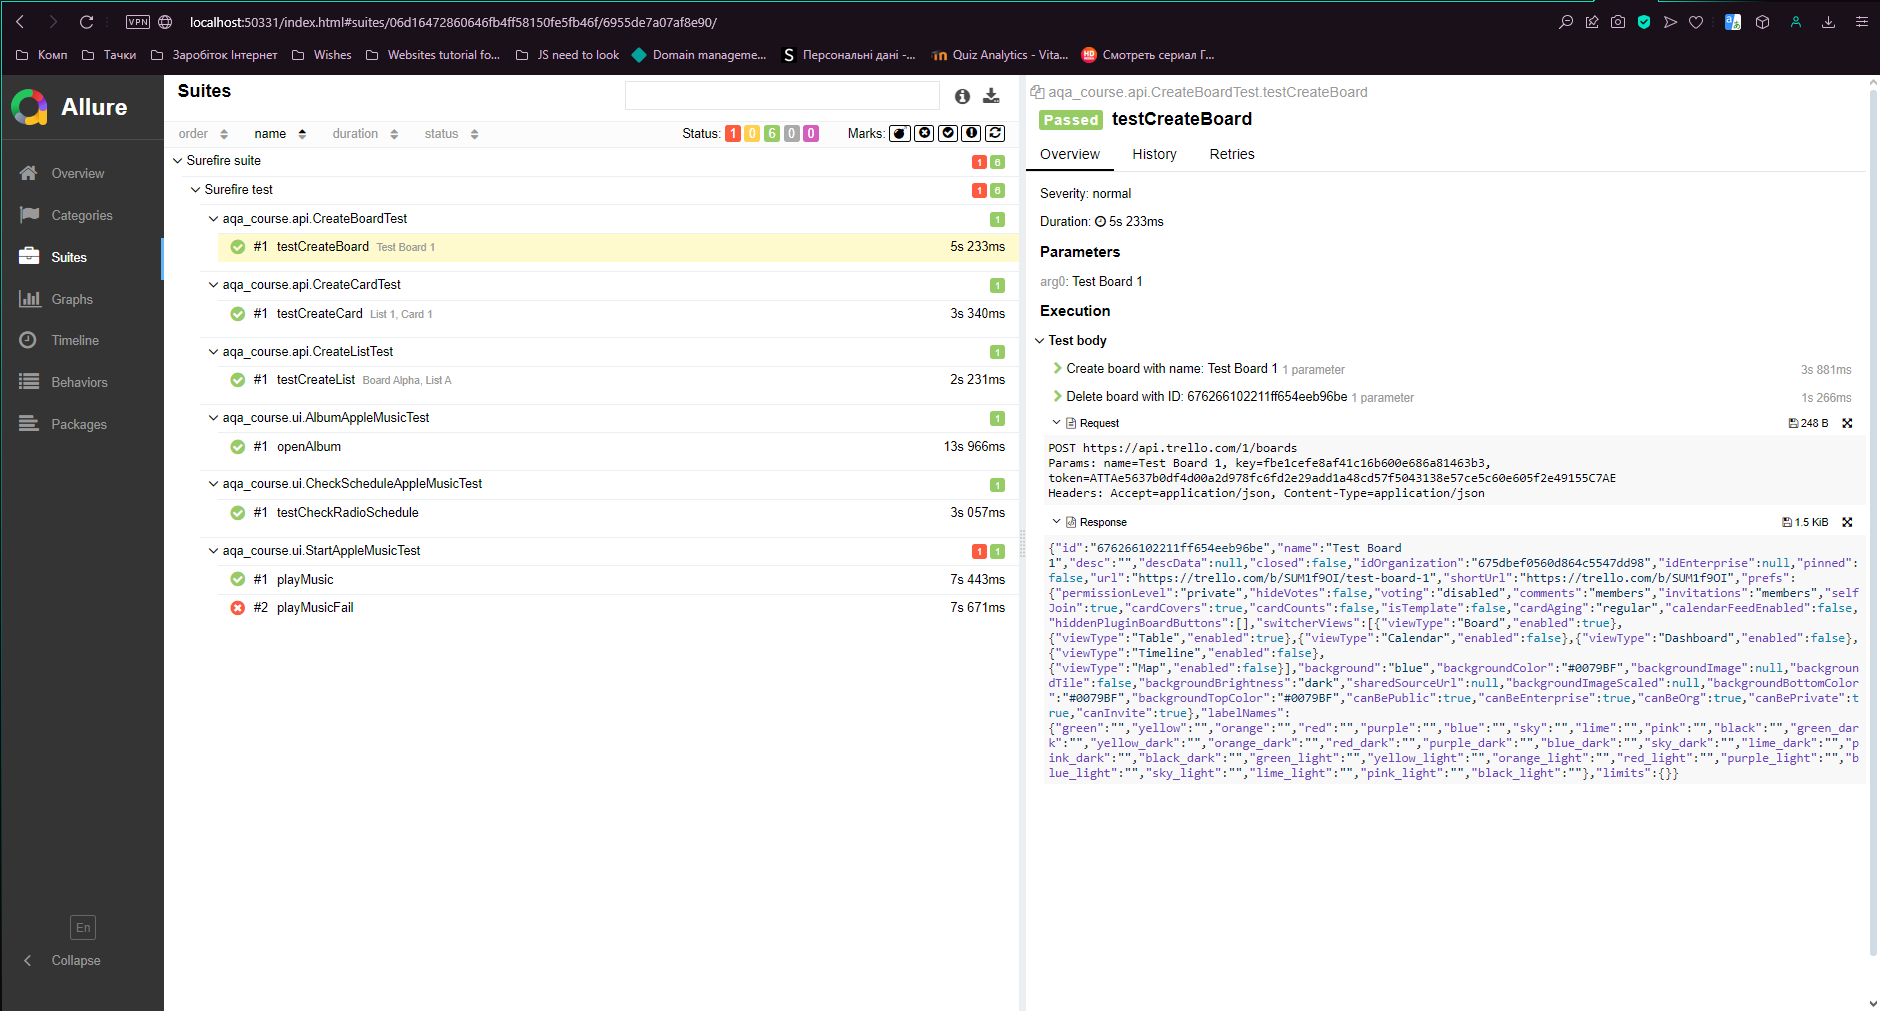 VPN
localhost:50331/index.html#suites/06d16472860646fb4ff58150fe5fb46f/6955de7a07af8e90/
Комп
Тачки
Заробіток Інтернет
Wishes
Websites tutorial fo...
JS need to look
Domain manageme...
S Персональні дані -...
Quiz Analytics - Vita...
HD Смотреть сериал Г...
Allure
Overview
Categories
Suites
Graphs
Timeline
Behaviors
Packages
En
Collapse
Suites
order name duration status Status: 1 0 6 0 0 Marks:
Surefire suite 1 6
Surefire test 1 6
aqa_course.api.CreateBoardTest 1
#1 testCreateBoard Test Board 1 5s 233ms
aqa_course.api.CreateCardTest 1
#1 testCreateCard List 1, Card 1 3s 340ms
aqa_course.api.CreateListTest 1
#1 testCreateList Board Alpha, List A 2s 231ms
aqa_course.ui.AlbumAppleMusicTest 1
#1 openAlbum 13s 966ms
aqa_course.ui.CheckScheduleAppleMusicTest 1
#1 testCheckRadioSchedule 3s 057ms
aqa_course.ui.StartAppleMusicTest 1 1
#1 playMusic 7s 443ms
#2 playMusicFail 7s 671ms
aqa_course.api.CreateBoardTest.testCreateBoard
Passed testCreateBoard
Overview History Retries
Severity: normal
Duration: 5s 233ms
Parameters
arg0: Test Board 1
Execution
Test body
Create board with name: Test Board 1 1 parameter 3s 881ms
Delete board with ID: 676266102211ff654eeb96be 1 parameter 1s 266ms
Request 248 B
POST https://api.trello.com/1/boards
Params: name=Test Board 1, key=fbe1cefe8af41c16b600e686a81463b3,
token=ATTAe5637b0df4d00a2d978fc6fd2e29add1a48cd57f5043138e57ce5c60e605f2e49155C7AE
Headers: Accept=application/json, Content-Type=application/json
Response 1.5 KiB
{"id":"676266102211ff654eeb96be","name":"Test Board
1","desc":"","descData":null,"closed":false,"idOrganization":"675dbef0560d864c5547dd98","idEnterprise":null,"pinned":
false,"url":"https://trello.com/b/SUM1f9OI/test-board-1","shortUrl":"https://trello.com/b/SUM1f9OI","prefs":
{"permissionLevel":"private","hideVotes":false,"voting":"disabled","comments":"members","invitations":"members","self
Join":true,"cardCovers":true,"cardCounts":false,"isTemplate":false,"cardAging":"regular","calendarFeedEnabled":false,
"hiddenPluginBoardButtons":[],"switcherViews":[{"viewType":"Board","enabled":true},
{"viewType":"Table","enabled":true},{"viewType":"Calendar","enabled":false},{"viewType":"Dashboard","enabled":false},
{"viewType":"Timeline","enabled":false},
{"viewType":"Map","enabled":false}],"background":"blue","backgroundColor":"#0079BF","backgroundImage":null,"backgroun
dTile":false,"backgroundBrightness":"dark","sharedSourceUrl":null,"backgroundImageScaled":null,"backgroundBottomColor
":"#0079BF","backgroundTopColor":"#0079BF","canBePublic":true,"canBeEnterprise":true,"canBeOrg":true,"canBePrivate":t
rue,"canInvite":true},"labelNames":
{"green":"","yellow":"","orange":"","red":"","purple":"","blue":"","sky":"","lime":"","pink":"","black":"","green_dar
k":"","yellow_dark":"","orange_dark":"","red_dark":"","purple_dark":"","blue_dark":"","sky_dark":"","lime_dark":"","p
ink_dark":"","black_dark":"","green_light":"","yellow_light":"","orange_light":"","red_light":"","purple_light":"","b
lue_light":"","sky_light":"","lime_light":"","pink_light":"","black_light":""},"limits":{}}